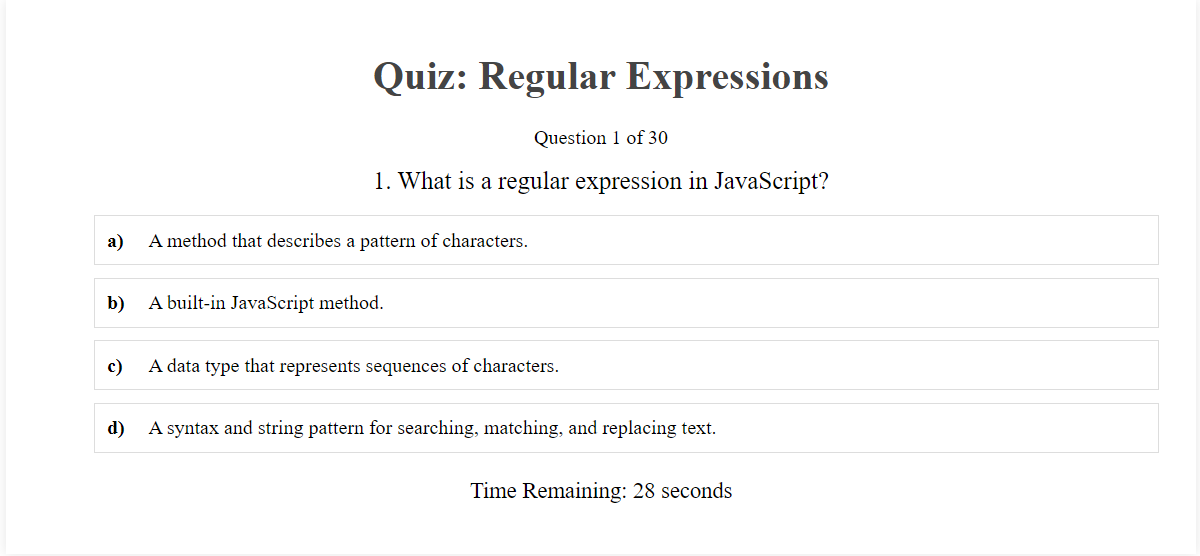 Quiz: Regular Expressions
Question 1 of 30
1. What is a regular expression in JavaScript?
a) A method that describes a pattern of characters.
b) A built-in JavaScript method.
c) A data type that represents sequences of characters.
d) A syntax and string pattern for searching, matching, and replacing text.
Time Remaining: 28 seconds